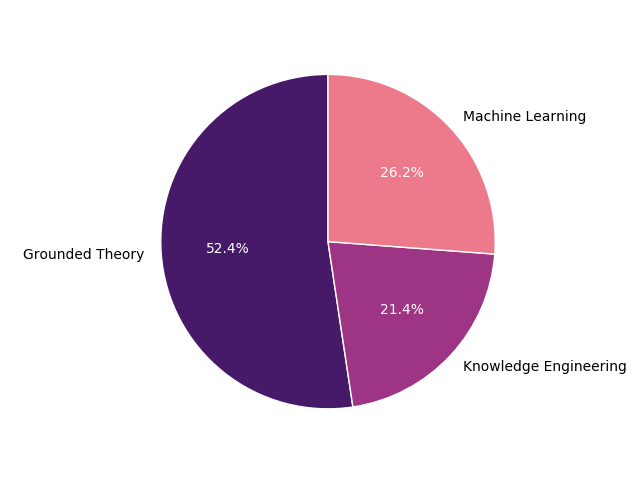 Machine Learning
26.2%
52.4%
Grounded Theory
21.4%
Knowledge Engineering